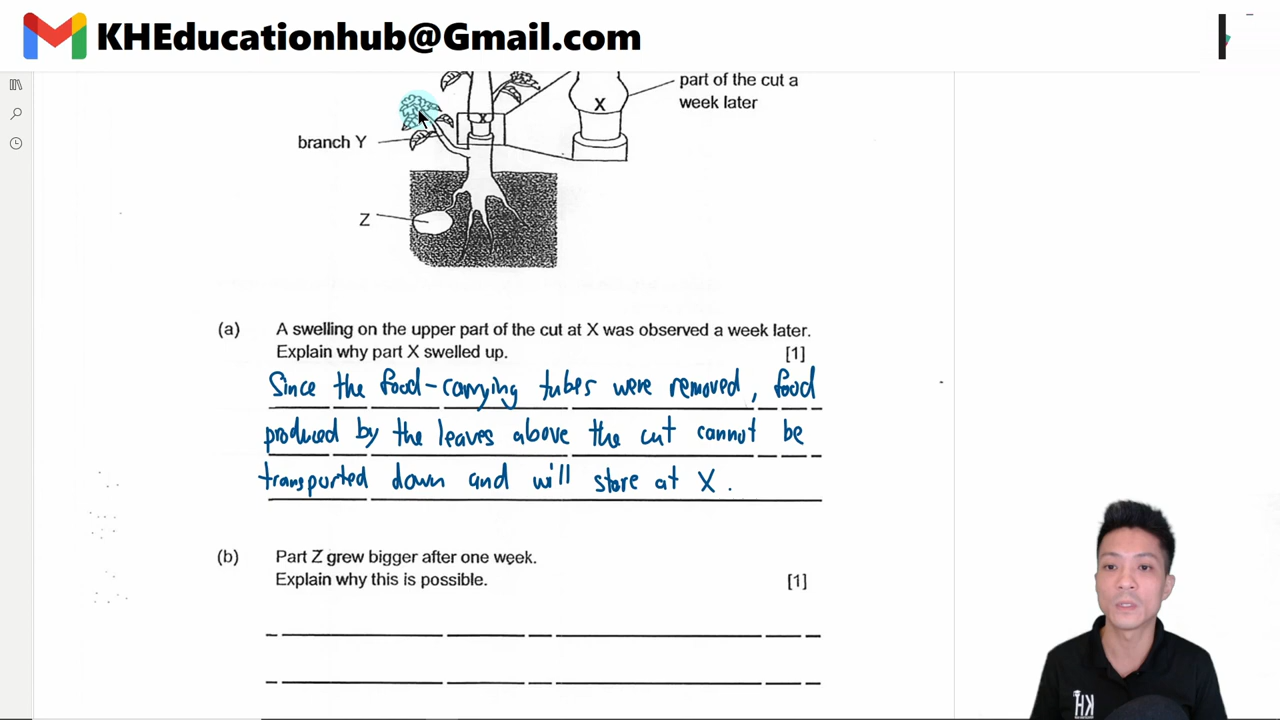 KHEducationhub@Gmail.com
part of the cut a
week later
X
X
branch Y
Z
(a) A swelling on the upper part of the cut at X was observed a week later.
Explain why part X swelled up. [1]
Since the food-carrying tubes were removed, food
produced by the leaves above the cut cannot be
transported down and will store at X.
(b) Part Z grew bigger after one week.
Explain why this is possible. [1]
HK